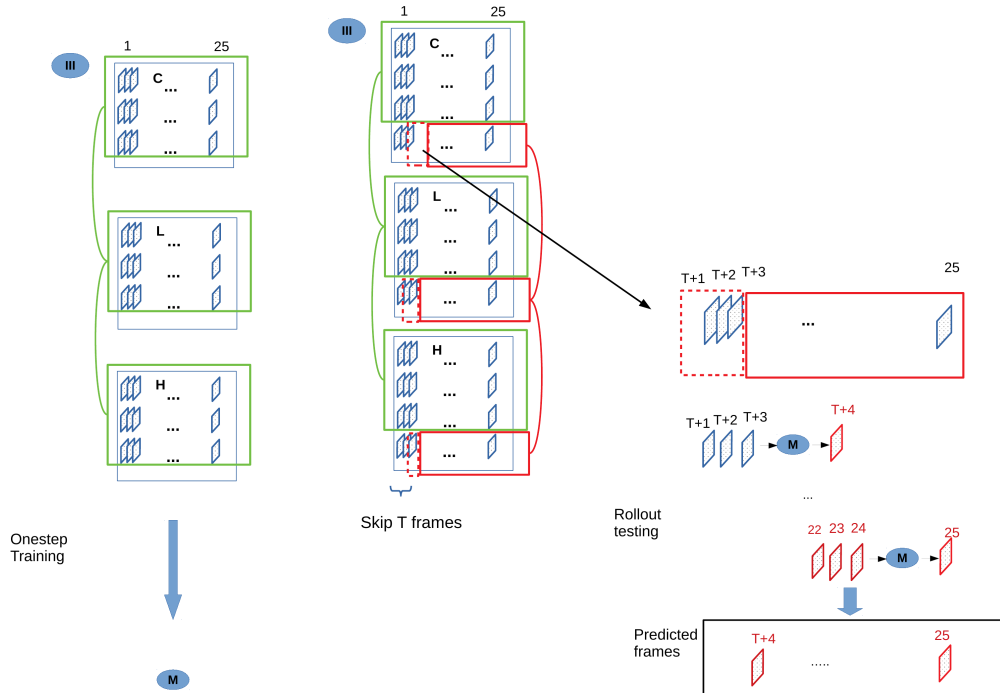 III
1 25
C
...
...
...
L
...
...
...
H
...
...
...
Onestep
Training
M
III
1 25
C
...
...
...
...
L
...
...
...
...
H
...
...
...
...
Skip T frames
T+1 T+2 T+3 25
...
T+1 T+2 T+3 M T+4
...
Rollout
testing
22 23 24 M 25
Predicted
frames
T+4 ..... 25